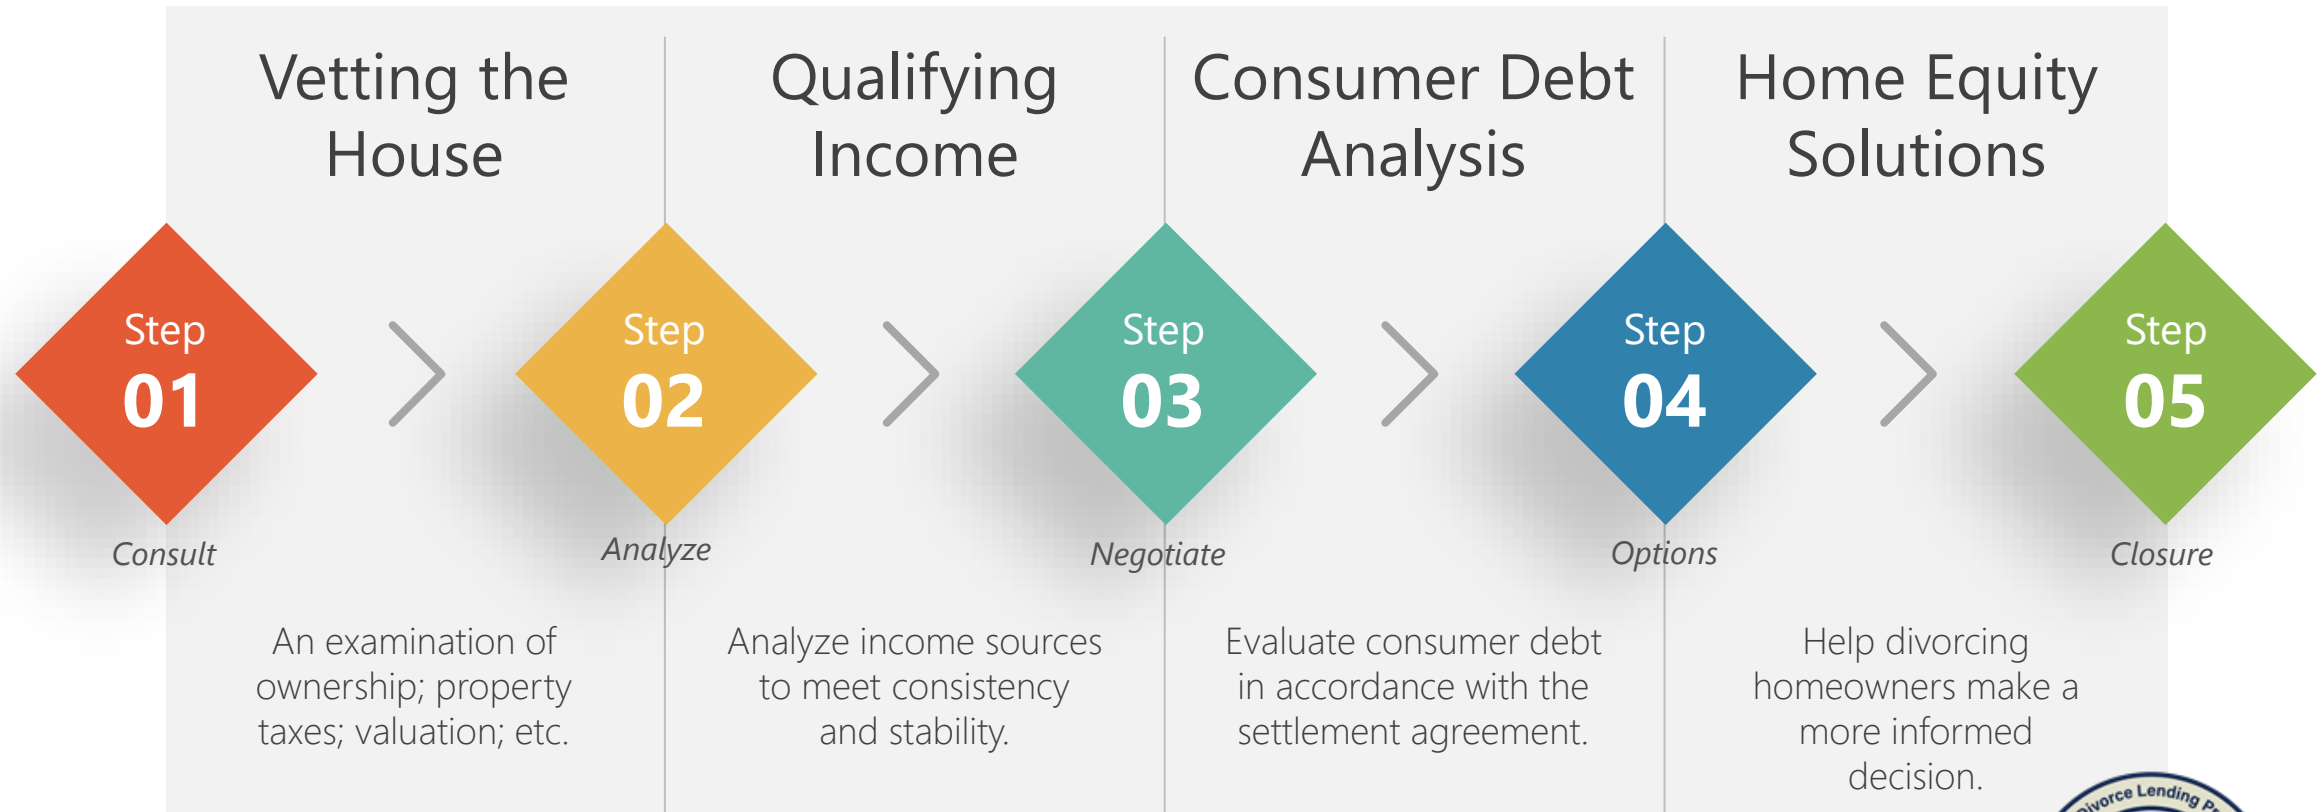 Vetting the
House
Qualifying
Income
Consumer Debt
Analysis
Home Equity
Solutions
Step
01
Step
02
Step
03
Step
04
Step
05
Consult
Analyze
Negotiate
Options
Closure
An examination of
ownership; property
taxes; valuation; etc.
Analyze income sources
to meet consistency
and stability.
Evaluate consumer debt
in accordance with the
settlement agreement.
Help divorcing
homeowners make a
more informed
decision.
Lending